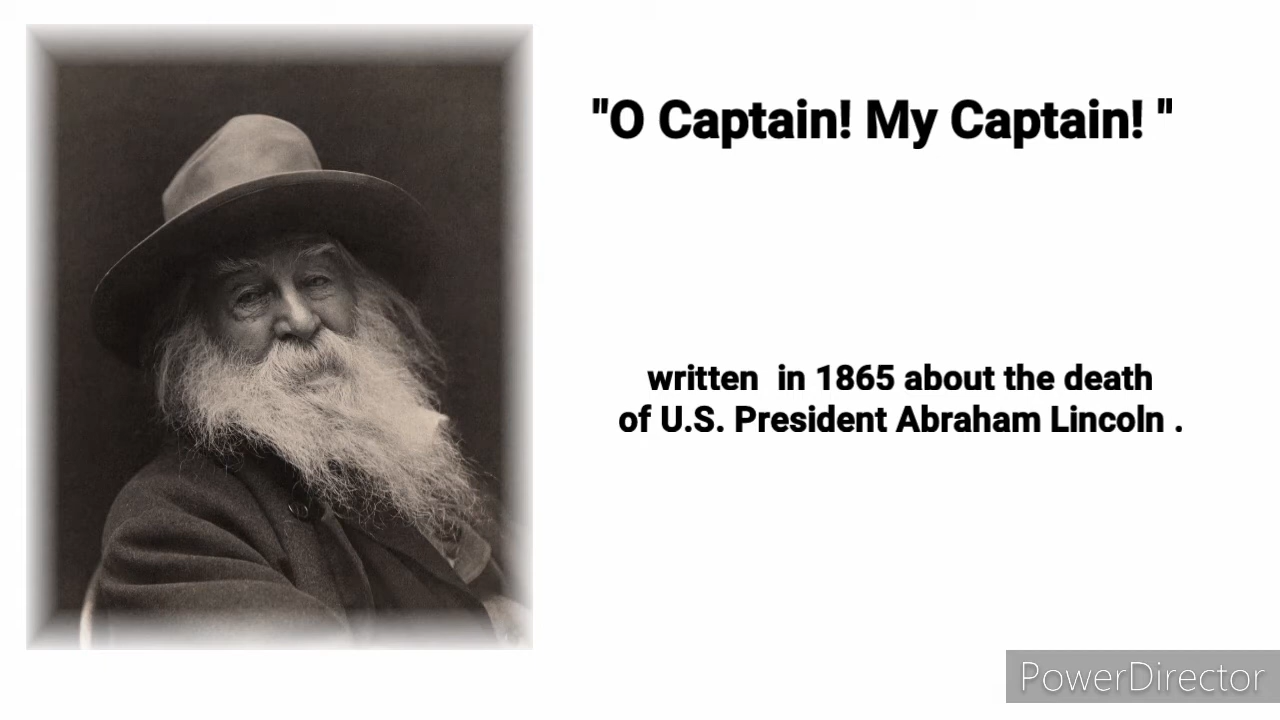 "O Captain! My Captain! "
written  in 1865 about the death
of U.S. President Abraham Lincoln .
PowerDirector